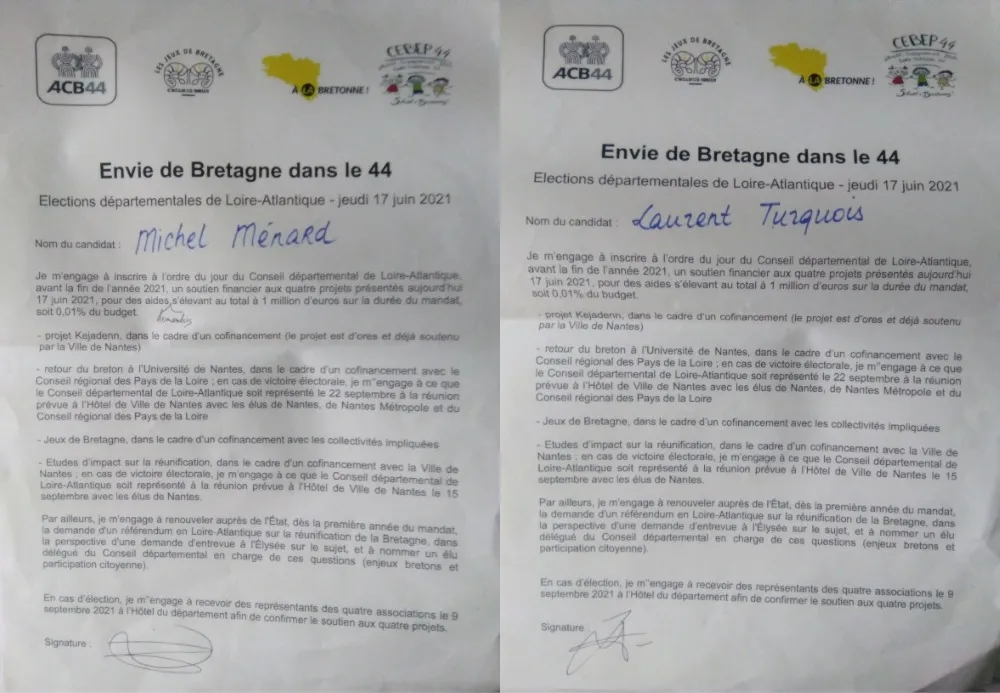 ACB44
LES JEUX DE BRETAGNE
À LA BRETONNE !
CEBEP 44
Envie de Bretagne dans le 44
Elections départementales de Loire-Atlantique - jeudi 17 juin 2021
Nom du candidat : Michel Ménard
Je m'engage à inscrire à l'ordre du jour du Conseil départemental de Loire-Atlantique,
avant la fin de l'année 2021, un soutien financier aux quatre projets présentés aujourd'hui
17 juin 2021, pour des aides s'élevant au total à 1 million d'euros sur la durée du mandat,
soit 0,01% du budget.
- projet Kejadenn, dans le cadre d'un cofinancement (le projet est d'ores et déjà soutenu
par la Ville de Nantes)
- retour du breton à l'Université de Nantes, dans le cadre d'un cofinancement avec le
Conseil régional des Pays de la Loire ; en cas de victoire électorale, je m''engage à ce que
le Conseil départemental de Loire-Atlantique soit représenté le 22 septembre à la réunion
prévue à l'Hôtel de Ville de Nantes avec les élus de Nantes, de Nantes Métropole et du
Conseil régional des Pays de la Loire
- Jeux de Bretagne, dans le cadre d'un cofinancement avec les collectivités impliquées
- Etudes d'impact sur la réunification, dans le cadre d'un cofinancement avec la Ville de
Nantes ; en cas de victoire électorale, je m'engage à ce que le Conseil départemental de
Loire-Atlantique soit représenté à la réunion prévue à l'Hôtel de Ville de Nantes le 15
septembre avec les élus de Nantes.
Par ailleurs, je m'engage à renouveler auprès de l'État, dès la première année du mandat,
la demande d'un référendum en Loire-Atlantique sur la réunification de la Bretagne, dans
la perspective d'une demande d'entrevue à l'Élysée sur le sujet, et à nommer un élu
délégué du Conseil départemental en charge de ces questions (enjeux bretons et
participation citoyenne).
En cas d'élection, je m''engage à recevoir des représentants des quatre associations le 9
septembre 2021 à l'Hôtel du département afin de confirmer le soutien aux quatre projets.
Signature :
ACB44
LES JEUX DE BRETAGNE
À LA BRETONNE !
CEBEP 44
Envie de Bretagne dans le 44
Elections départementales de Loire-Atlantique - jeudi 17 juin 2021
Nom du candidat : Laurent Turquois
Je m'engage à inscrire à l'ordre du jour du Conseil départemental de Loire-Atlantique,
avant la fin de l'année 2021, un soutien financier aux quatre projets présentés aujourd'hui
17 juin 2021, pour des aides s'élevant au total à 1 million d'euros sur la durée du mandat,
soit 0,01% du budget.
- projet Kejadenn, dans le cadre d'un cofinancement (le projet est d'ores et déjà soutenu
par la Ville de Nantes)
- retour du breton à l'Université de Nantes, dans le cadre d'un cofinancement avec le
Conseil régional des Pays de la Loire ; en cas de victoire électorale, je m''engage à ce que
le Conseil départemental de Loire-Atlantique soit représenté le 22 septembre à la réunion
prévue à l'Hôtel de Ville de Nantes avec les élus de Nantes, de Nantes Métropole et du
Conseil régional des Pays de la Loire
- Jeux de Bretagne, dans le cadre d'un cofinancement avec les collectivités impliquées
- Etudes d'impact sur la réunification, dans le cadre d'un cofinancement avec la Ville de
Nantes ; en cas de victoire électorale, je m'engage à ce que le Conseil départemental de
Loire-Atlantique soit représenté à la réunion prévue à l'Hôtel de Ville de Nantes le 15
septembre avec les élus de Nantes.
Par ailleurs, je m'engage à renouveler auprès de l'État, dès la première année du mandat,
la demande d'un référendum en Loire-Atlantique sur la réunification de la Bretagne, dans
la perspective d'une demande d'entrevue à l'Élysée sur le sujet, et à nommer un élu
délégué du Conseil départemental en charge de ces questions (enjeux bretons et
participation citoyenne).
En cas d'élection, je m''engage à recevoir des représentants des quatre associations le 9
septembre 2021 à l'Hôtel du département afin de confirmer le soutien aux quatre projets.
Signature